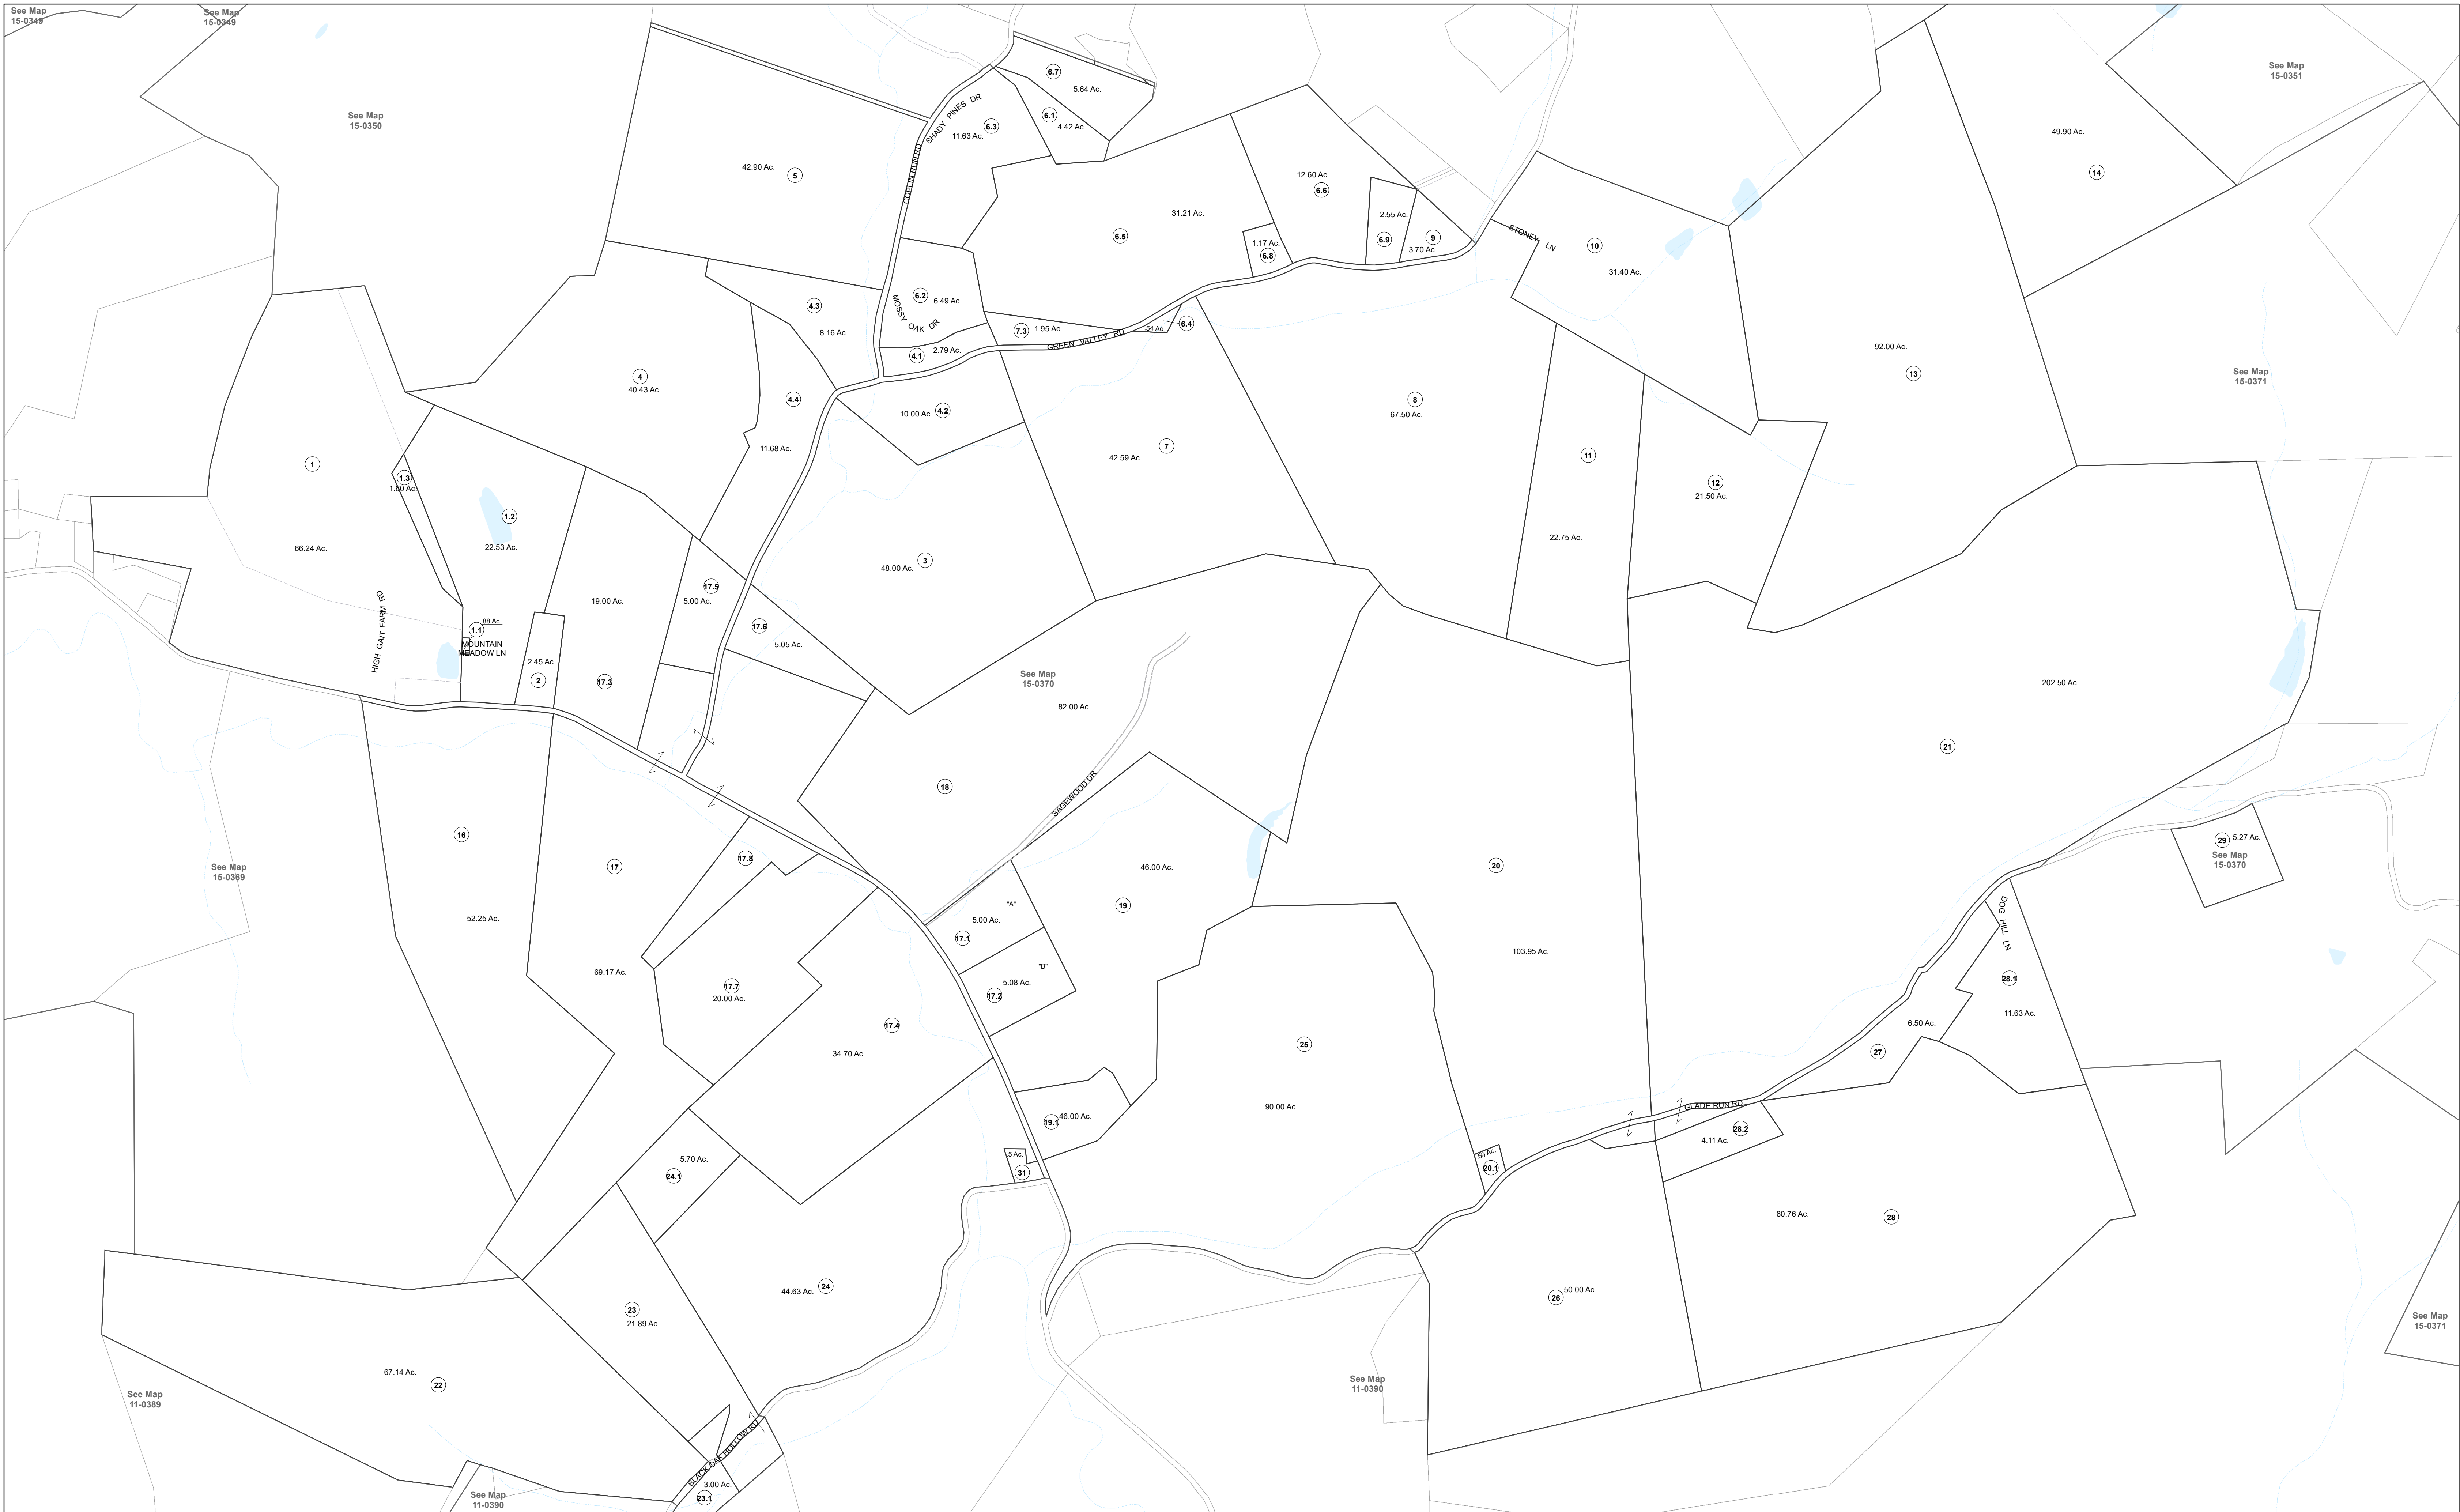 See Map
15-0349
See Map
15-0349
See Map
15-0350
See Map
15-0351
6.7
5.64 Ac.
6.1
4.42 Ac.
SHADY PINES DR
6.3
11.63 Ac.
COPLIN RUN RD
42.90 Ac.
5
49.90 Ac.
14
12.60 Ac.
6.6
31.21 Ac.
6.5
2.55 Ac.
6.9
9
3.70 Ac.
1.17 Ac.
6.8
STONEY LN
10
31.40 Ac.
6.2
6.49 Ac.
MOSSY OAK DR
4.3
8.16 Ac.
7.3
1.95 Ac.
.54 Ac.
6.4
GREEN VALLEY RD
4.1
2.79 Ac.
92.00 Ac.
13
See Map
15-0371
4
40.43 Ac.
4.4
11.68 Ac.
10.00 Ac.
4.2
8
67.50 Ac.
7
42.59 Ac.
11
22.75 Ac.
12
21.50 Ac.
1
66.24 Ac.
1.3
1.60 Ac.
1.2
22.53 Ac.
48.00 Ac.
3
17.5
5.00 Ac.
19.00 Ac.
17.3
HIGH GAIT FARM RD
88 Ac.
1.1
MOUNTAIN
MEADOW LN
2.45 Ac.
2
17.6
5.05 Ac.
See Map
15-0370
82.00 Ac.
202.50 Ac.
21
18
SAGEWOOD DR
16
52.25 Ac.
17
69.17 Ac.
17.8
See Map
15-0369
46.00 Ac.
19
20
103.95 Ac.
29
5.27 Ac.
See Map
15-0370
"A"
5.00 Ac.
17.1
"B"
5.08 Ac.
17.2
17.7
20.00 Ac.
17.4
34.70 Ac.
DOG HILL LN
28.1
11.63 Ac.
6.50 Ac.
27
25
90.00 Ac.
46.00 Ac.
19.1
GLADE RUN RD
28.2
4.11 Ac.
.5 Ac.
31
.59 Ac.
20.1
5.70 Ac.
24.1
80.76 Ac.
28
44.63 Ac.
24
26
50.00 Ac.
23
21.89 Ac.
See Map
15-0371
67.14 Ac.
22
See Map
11-0389
See Map
11-0390
BLACK OAK HOLLOW RD
3.00 Ac.
23.1
See Map
11-0390